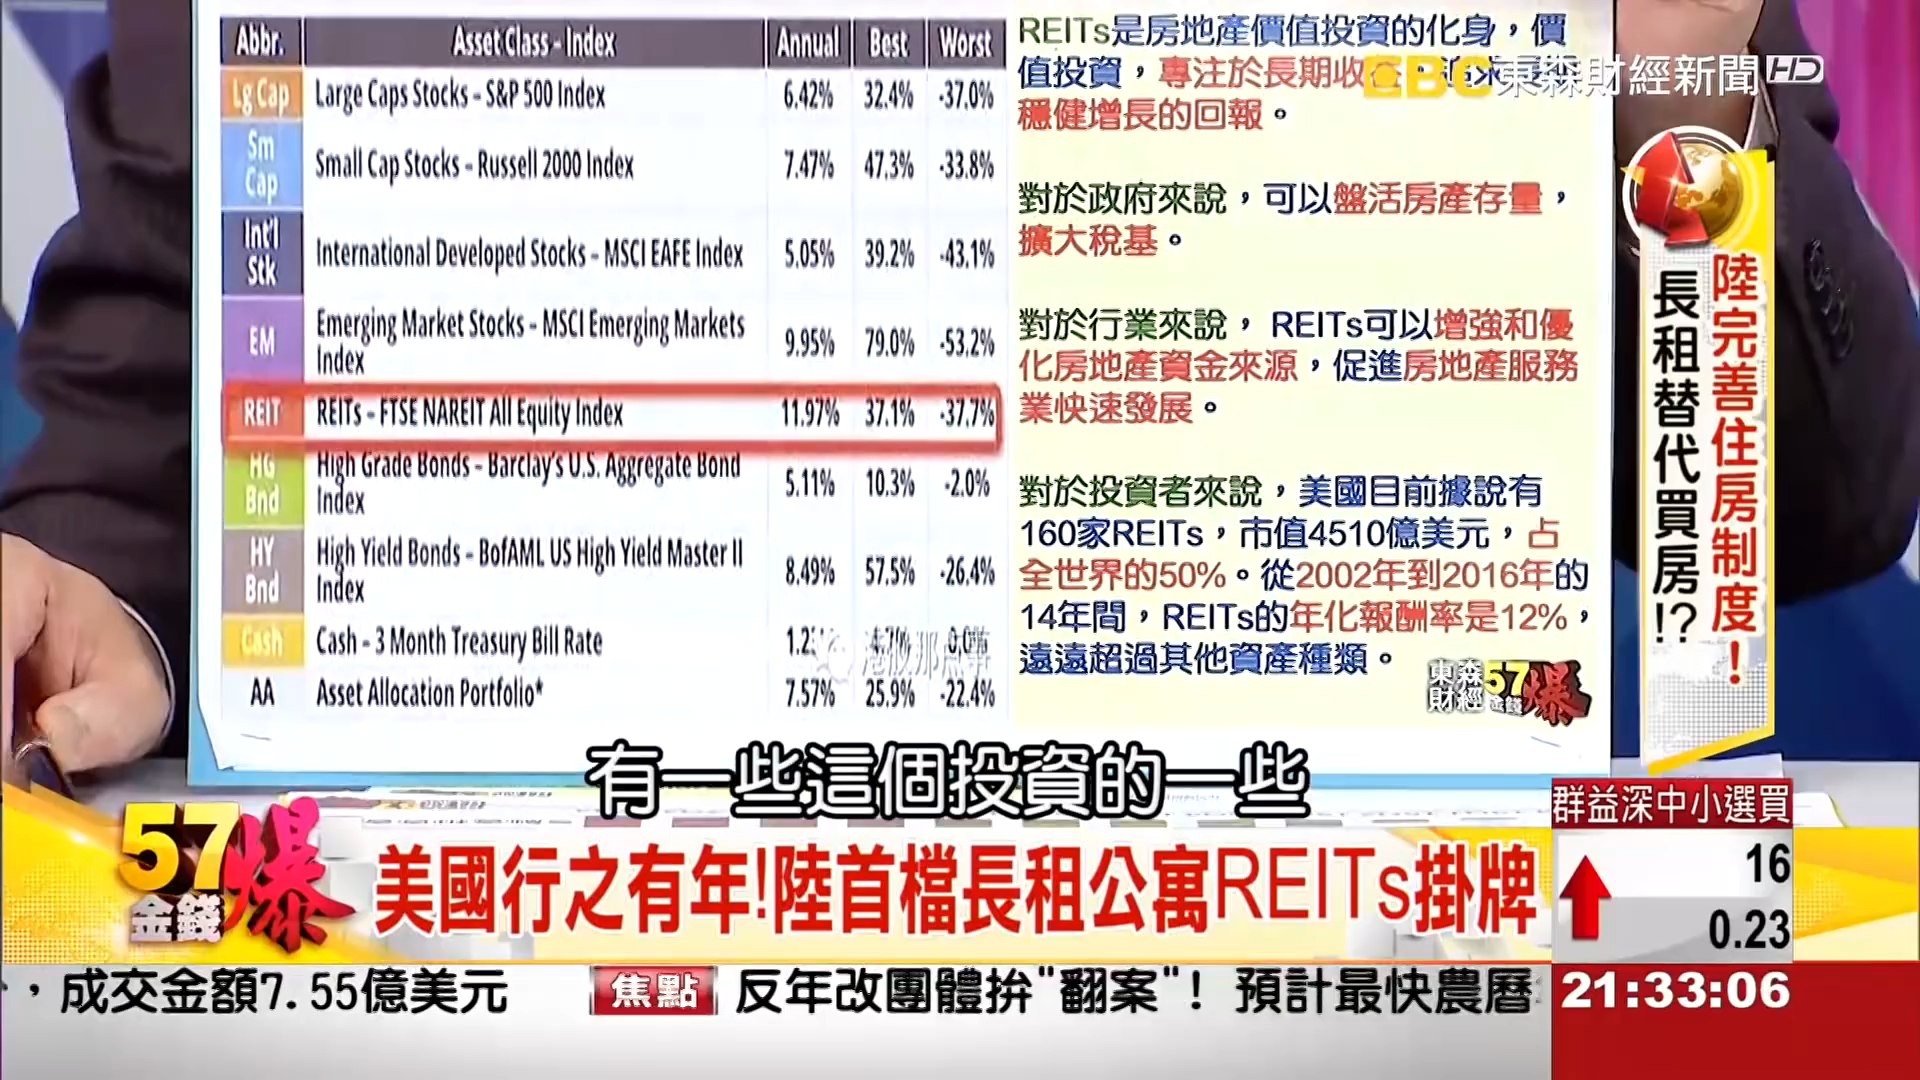 Abbr. Asset Class - Index Annual Best Worst
Lg Cap Large Caps Stocks - S&P 500 Index 6.42% 32.4% -37.0%
Sm Cap Small Cap Stocks - Russell 2000 Index 7.47% 47.3% -33.8%
Int'l Stk International Developed Stocks - MSCI EAFE Index 5.05% 39.2% -43.1%
EM Emerging Market Stocks - MSCI Emerging Markets Index 9.95% 79.0% -53.2%
REIT REITs - FTSE NAREIT All Equity Index 11.97% 37.1% -37.7%
HG Bnd High Grade Bonds - Barclay's U.S. Aggregate Bond Index 5.11% 10.3% -2.0%
HY Bnd High Yield Bonds - BofAML US High Yield Master II Index 8.49% 57.5% -26.4%
Cash Cash - 3 Month Treasury Bill Rate
AA Asset Allocation Portfolio* 7.57% 25.9% -22.4%
REITs是房地產價值投資的化身，價
值投資，專注於長期收
穩健增長的回報。
對於政府來說，可以盤活房產存量，
擴大稅基。
對於行業來說， REITs可以增強和優
化房地產資金來源，促進房地產服務
業快速發展。
對於投資者來說，美國目前據說有
160家REITs，市值4510億美元，占
全世界的50%。從2002年到2016年的
14年間，REITs的年化報酬率是12%，
遠遠超過其他資產種類。
EBC 東森財經新聞 HD
陸完善住房制度！
長租替代買房!?
東森財經 57金錢爆
有一些這個投資的一些
57金錢爆
美國行之有年!陸首檔長租公寓REITs掛牌
群益深中小選買
16
0.23
，成交金額7.55億美元 焦點 反年改團體拚"翻案"！預計最快農曆
21:33:06